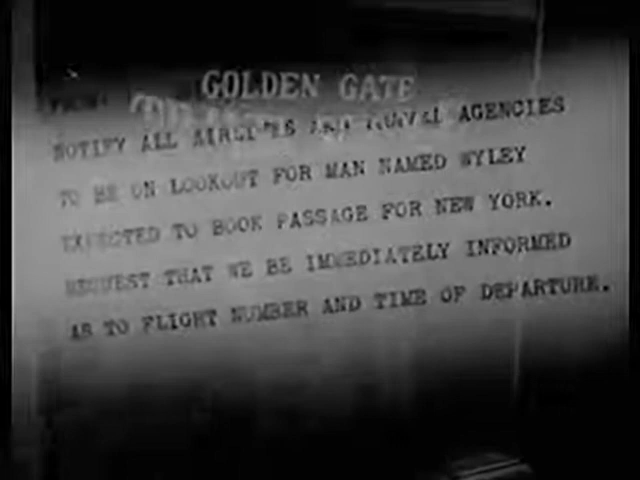 GOLDEN GATE
NOTIFY ALL AIRLINES AND TRAVEL AGENCIES
TO BE ON LOOKOUT FOR MAN NAMED WYLEY
EXPECTED TO BOOK PASSAGE FOR NEW YORK.
REQUEST THAT WE BE IMMEDIATELY INFORMED
AS TO FLIGHT NUMBER AND TIME OF DEPARTURE.